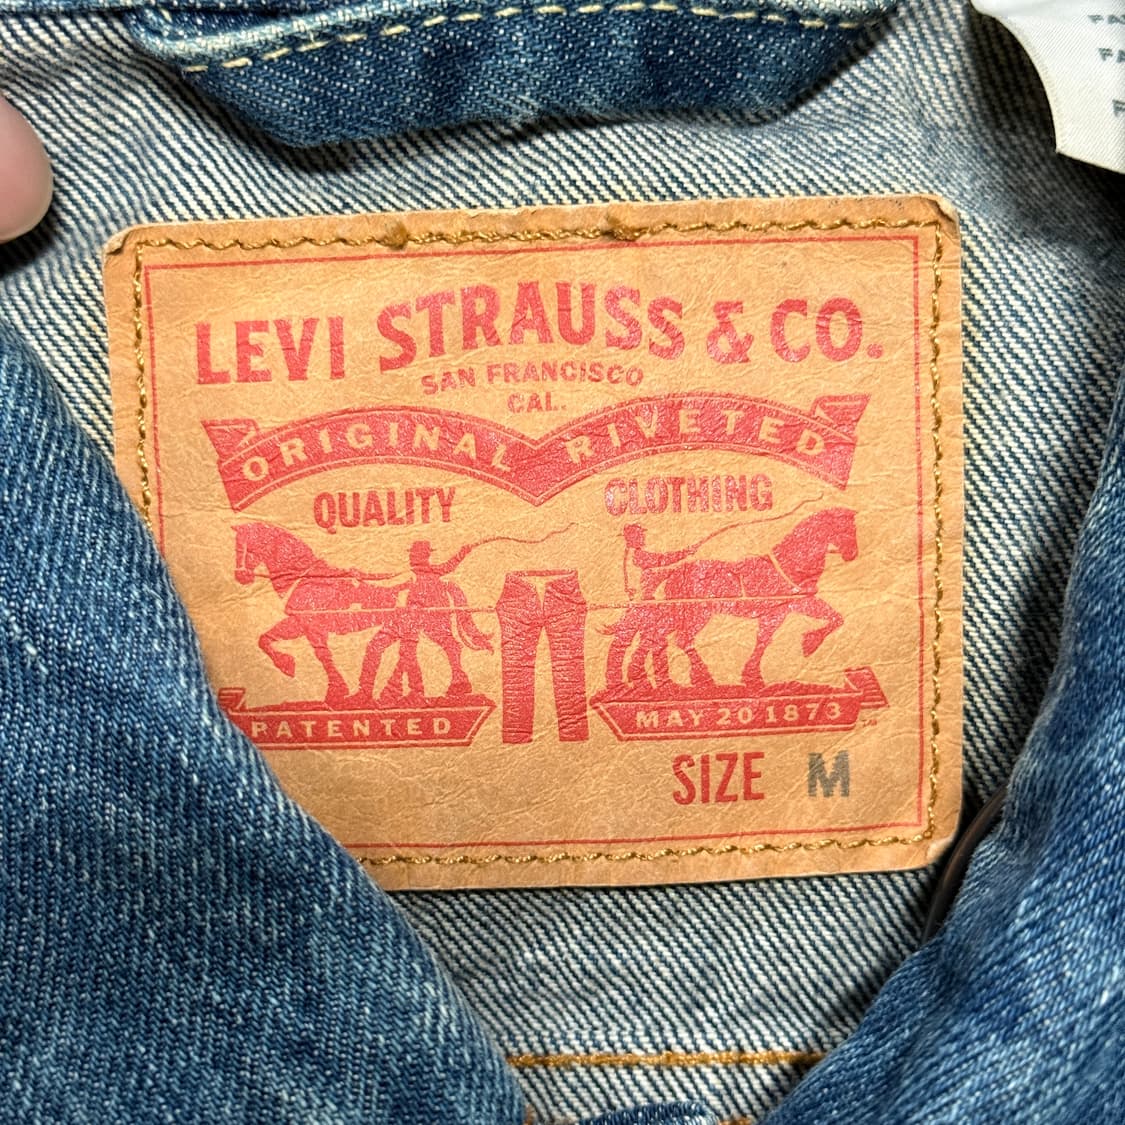 LEVI STRAUSS & CO.
SAN FRANCISCO
CAL.
ORIGINAL RIVETED
QUALITY CLOTHING
PATENTED MAY 20 1873
SIZE M